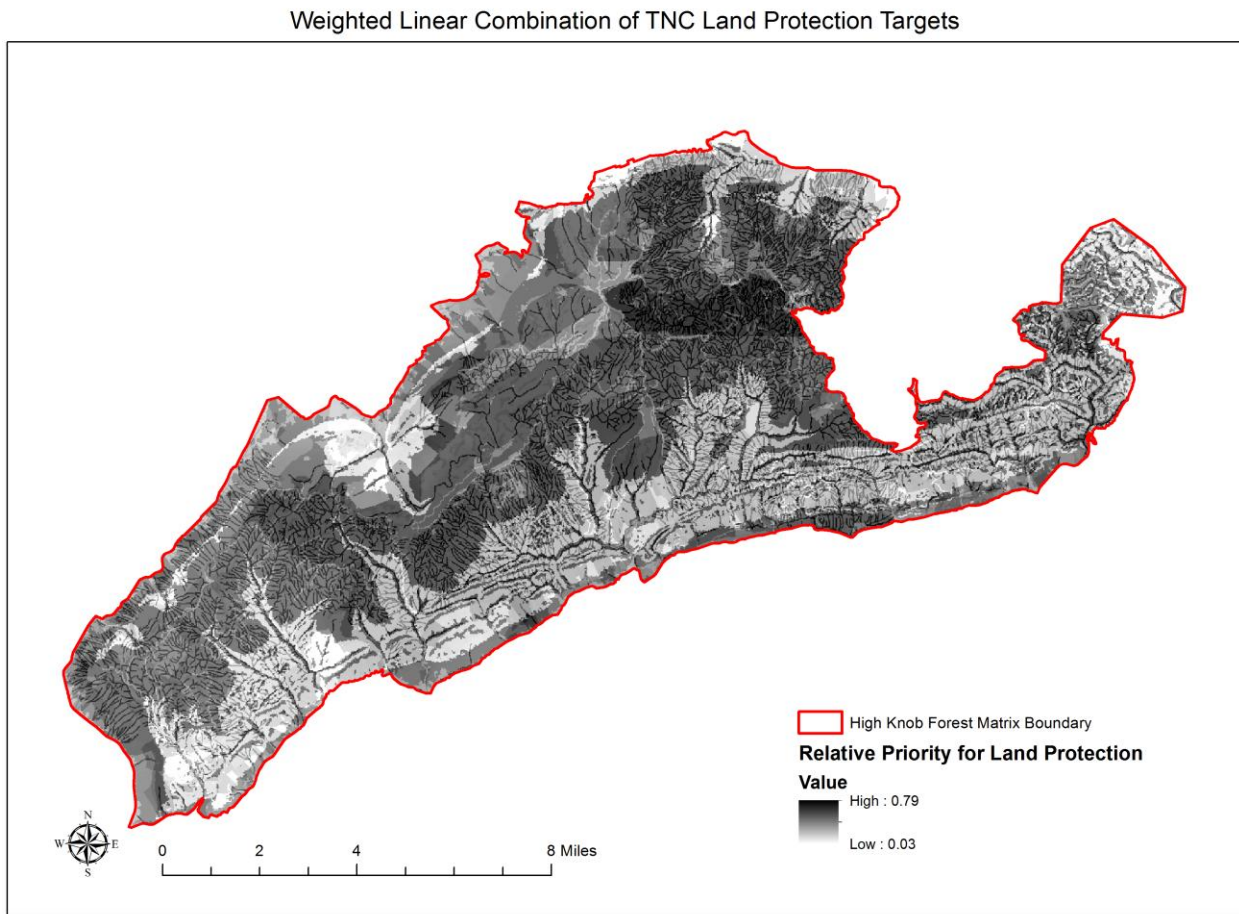 Weighted Linear Combination of TNC Land Protection Targets
High Knob Forest Matrix Boundary
Relative Priority for Land Protection
Value
High : 0.79
Low : 0.03
N
W E
S
0 2 4 8 Miles